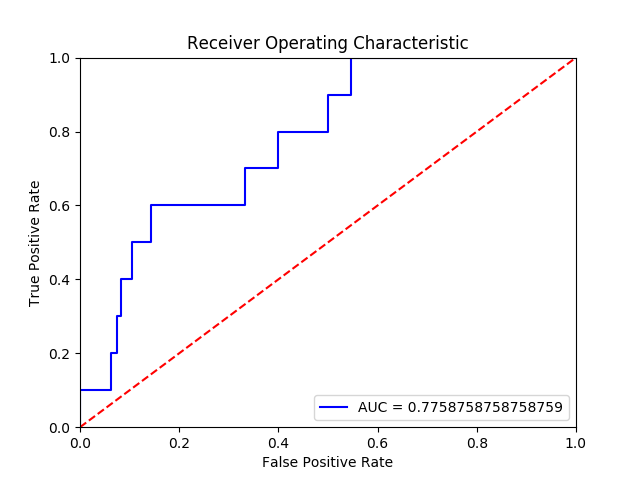 Receiver Operating Characteristic
1.0
0.8
0.6
0.4
0.2
0.0
True Positive Rate
AUC = 0.7758758758758759
0.0 0.2 0.4 0.6 0.8 1.0
False Positive Rate